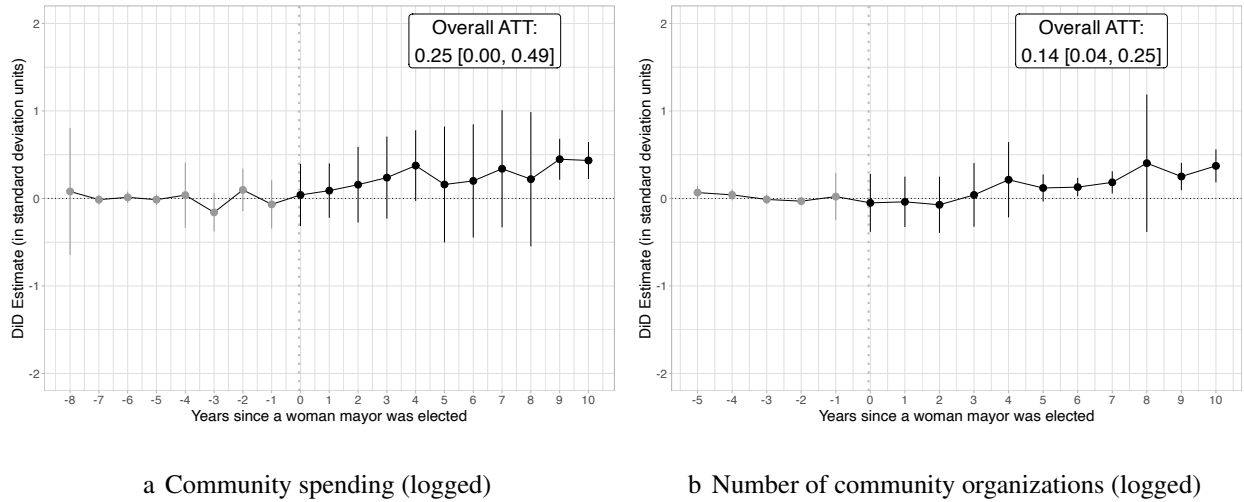 Overall ATT:
0.25 [0.00, 0.49]
DiD Estimate (in standard deviation units)
2
1
0
-1
-2
-8 -7 -6 -5 -4 -3 -2 -1 0 1 2 3 4 5 6 7 8 9 10
Years since a woman mayor was elected
a Community spending (logged)
Overall ATT:
0.14 [0.04, 0.25]
DiD Estimate (in standard deviation units)
2
1
0
-1
-2
-5 -4 -3 -2 -1 0 1 2 3 4 5 6 7 8 9 10
Years since a woman mayor was elected
b Number of community organizations (logged)